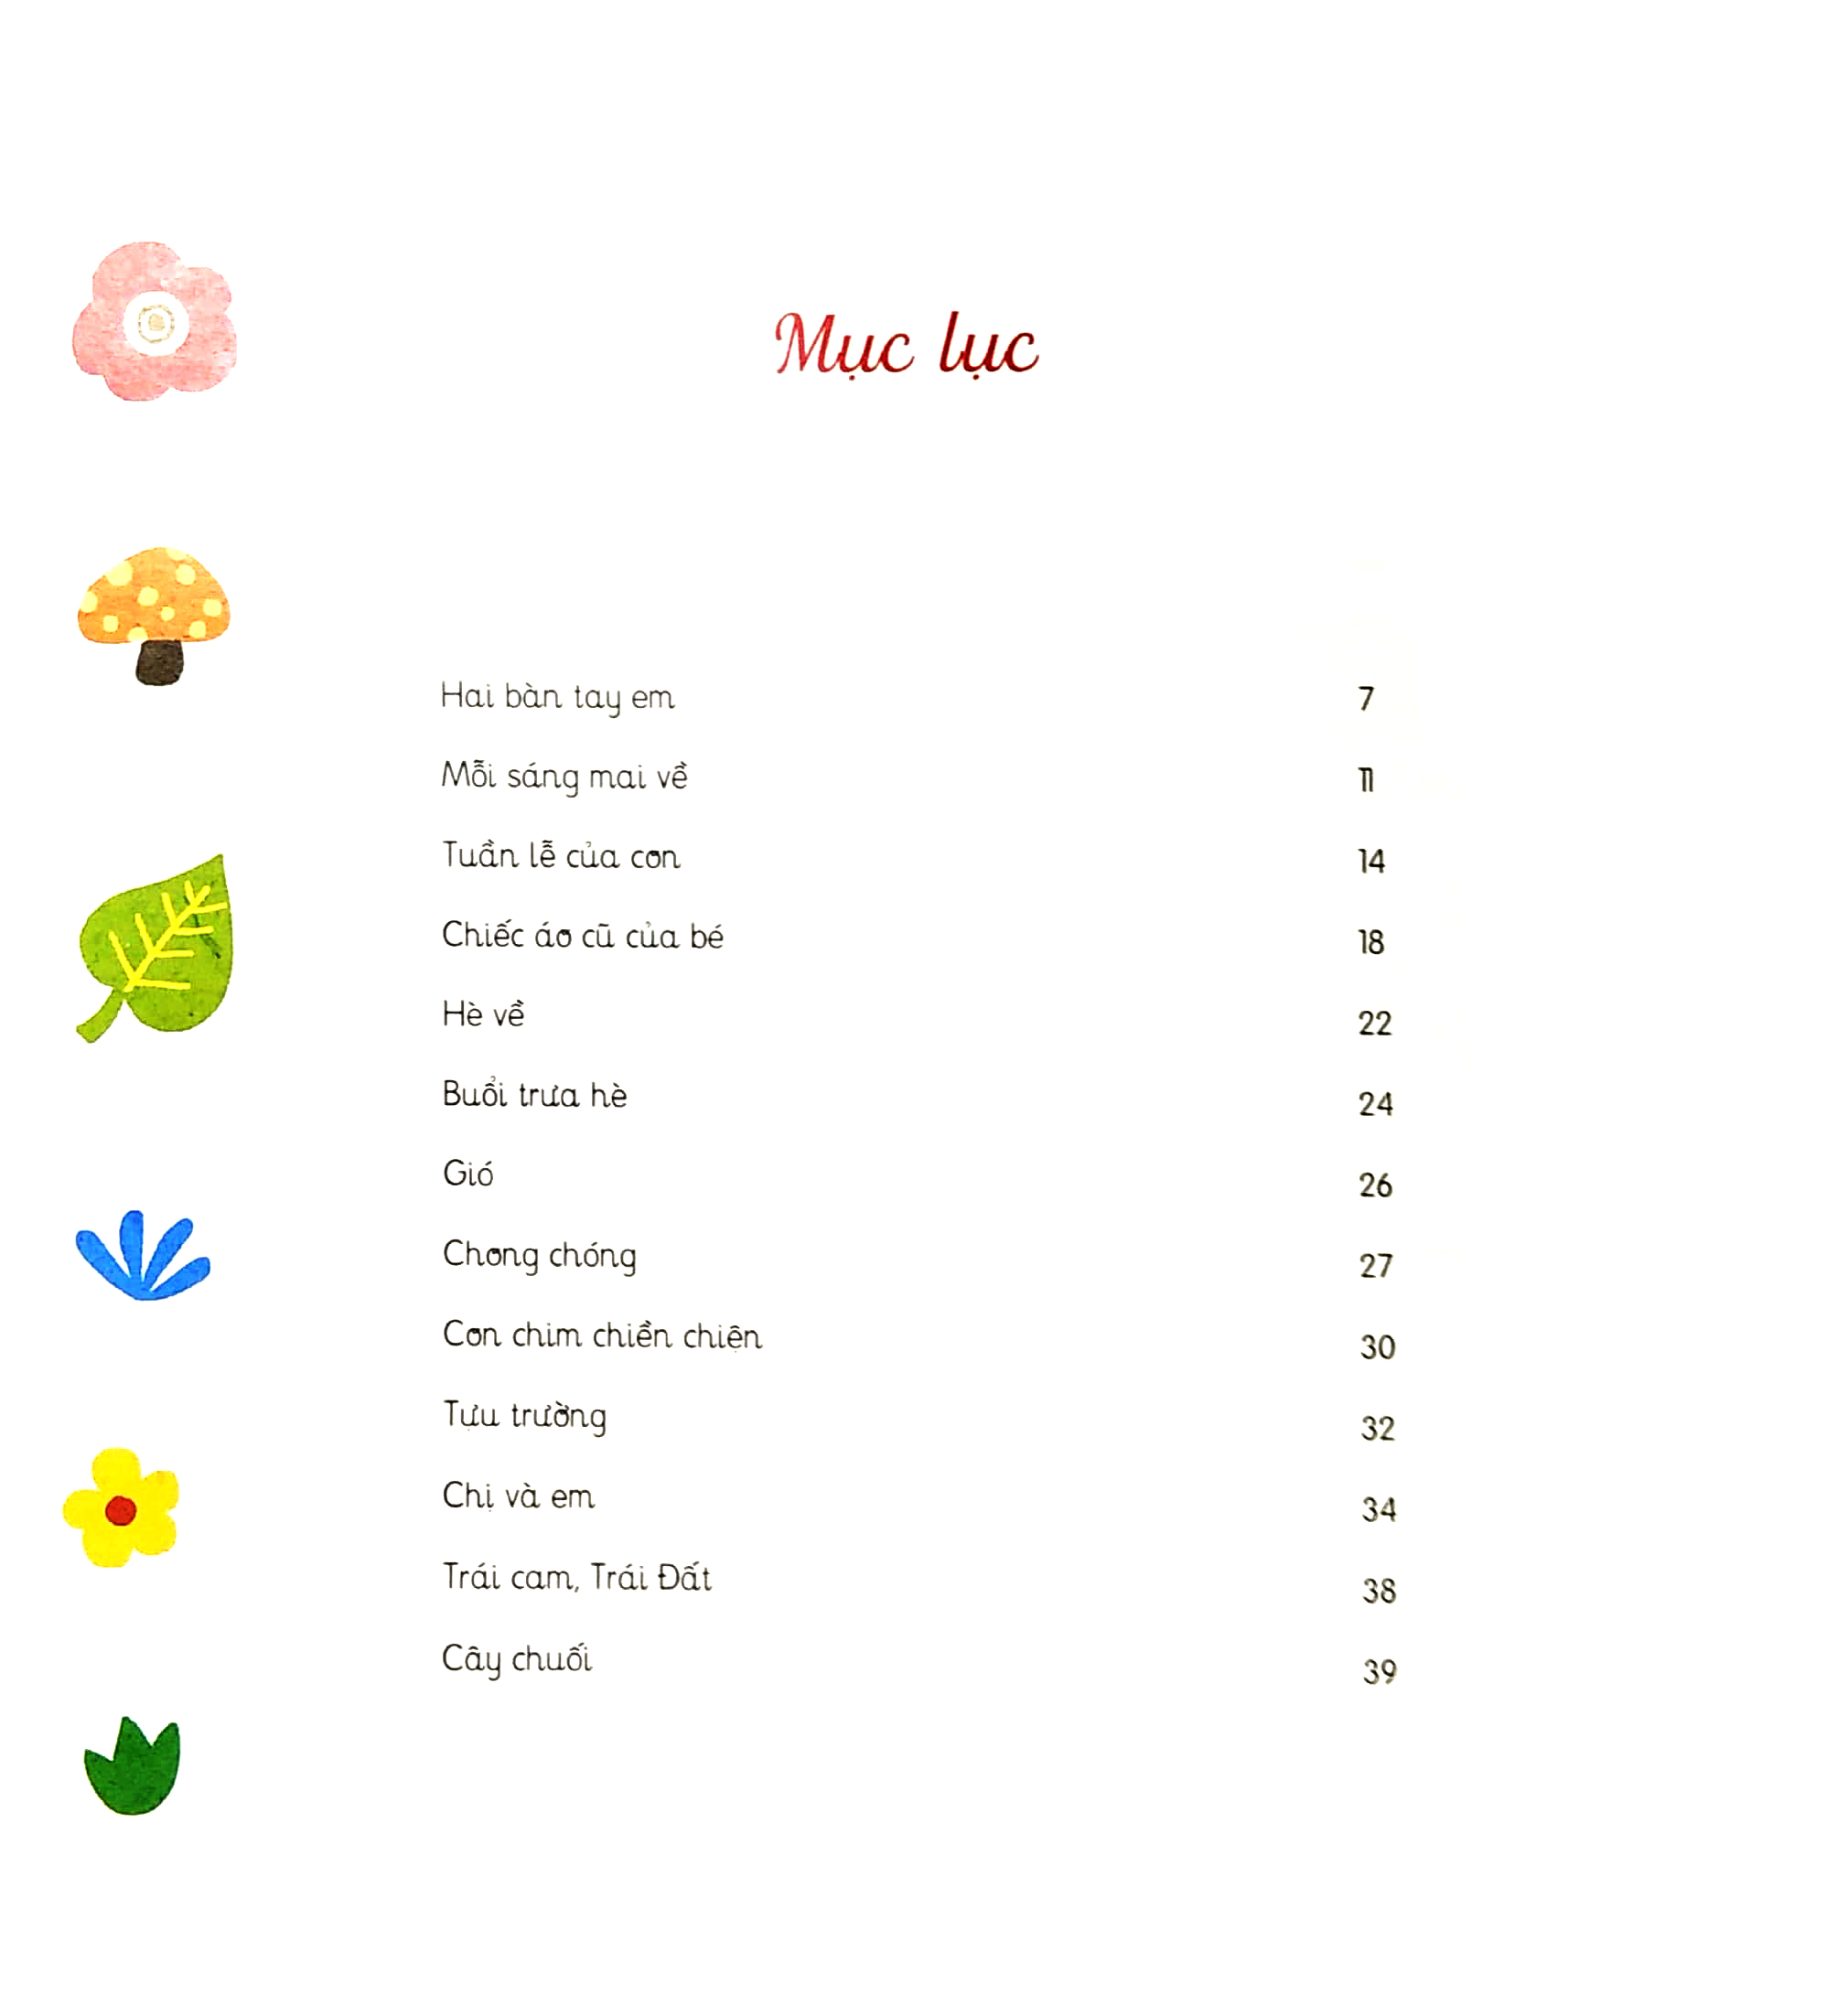 Mục lục
Hai bàn tay em 7
Mỗi sáng mai về 11
Tuần lễ của con 14
Chiếc áo cũ của bé 18
Hè về 22
Buổi trưa hè 24
Gió 26
Chong chóng 27
Con chim chiền chiện 30
Tựu trường 32
Chị và em 34
Trái cam, Trái Đất 38
Cây chuối 39